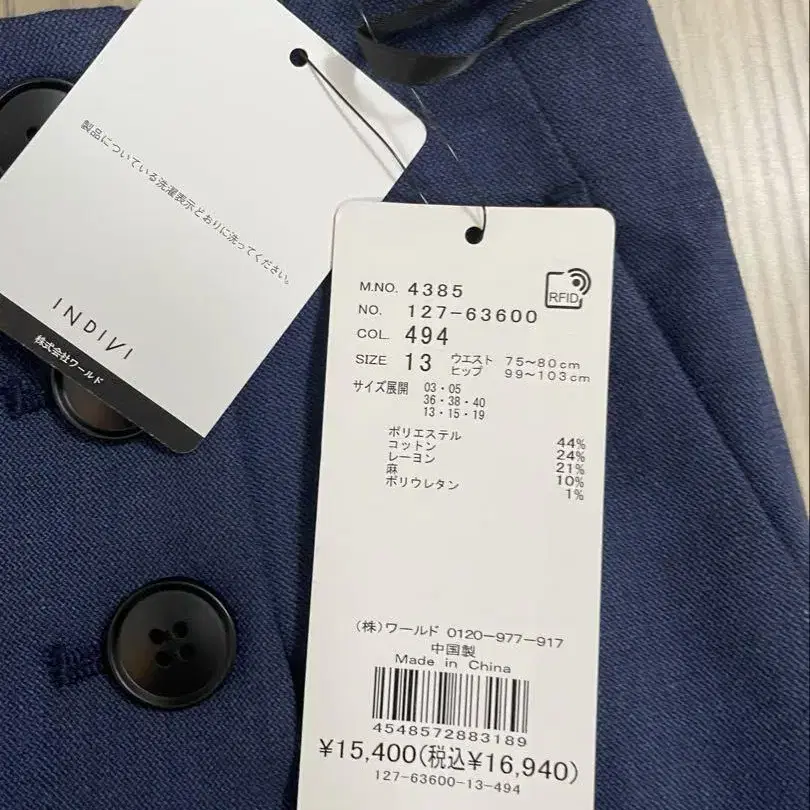 製品についている洗濯表示どおりに洗ってください。
INDIVI
株式会社ワールド
M.NO. 4385
RFID
NO. 127-63600
COL. 494
SIZE 13 ウエスト 75~80cm
ヒップ 99~103cm
サイズ展開 03・05
36・38・40
13・15・19
ポリエステル 44%
コットン 24%
レーヨン 21%
麻 10%
ポリウレタン 1%
(株)ワールド 0120-977-917
中国製
Made in China
4548572883189
¥15,400(税込¥16,940)
127-63600-13-494